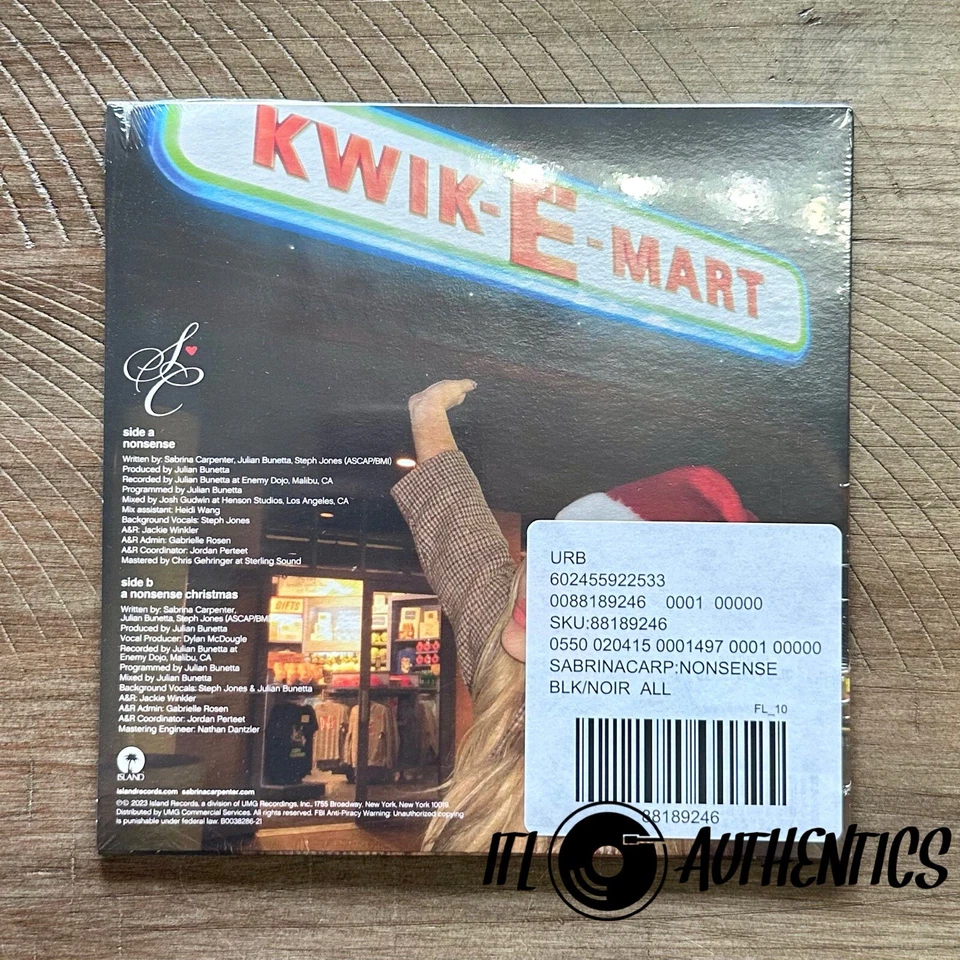 KWIK-E-MART
SC
side a
nonsense
Written by: Sabrina Carpenter, Julian Bunetta, Steph Jones (ASCAP/BMI)
Produced by Julian Bunetta
Recorded by Julian Bunetta at Enemy Dojo, Malibu, CA
Programmed by Julian Bunetta
Mixed by Josh Gudwin at Henson Studios, Los Angeles, CA
Mix assistant: Heidi Wang
Background Vocals: Steph Jones
A&R: Jackie Winkler
A&R Admin: Gabrielle Rosen
A&R Coordinator: Jordan Perteet
Mastered by Chris Gehringer at Sterling Sound
side b
a nonsense christmas
Written by: Sabrina Carpenter,
Julian Bunetta, Steph Jones (ASCAP/BMI)
Produced by Julian Bunetta
Vocal Producer: Dylan McDougle
Recorded by Julian Bunetta at
Enemy Dojo, Malibu, CA
Programmed by Julian Bunetta
Mixed by Julian Bunetta
Background Vocals: Steph Jones & Julian Bunetta
A&R: Jackie Winkler
A&R Admin: Gabrielle Rosen
A&R Coordinator: Jordan Perteet
Mastering Engineer: Nathan Dantzler
GIFTS
ISLAND
islandrecords.com sabrinacarpenter.com
℗© 2023 Island Records, a division of UMG Recordings, Inc., 1755 Broadway, New York, New York 10019.
Distributed by UMG Commercial Services. All rights reserved. FBI Anti-Piracy Warning: Unauthorized copying
is punishable under federal law. B0038286-21
URB
602455922533
0088189246 0001 00000
SKU:88189246
0550 020415 0001497 0001 00000
SABRINACARP:NONSENSE
BLK/NOIR ALL
FL_10
88189246
ITL AUTHENTICS